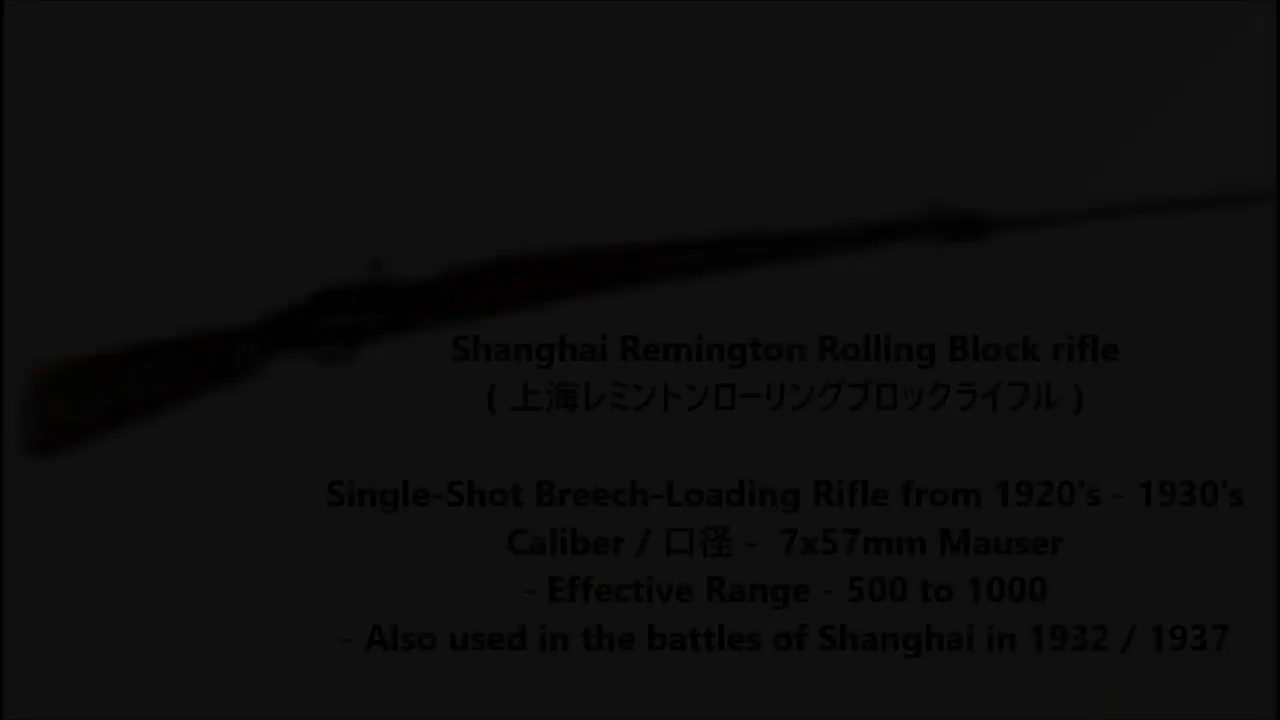 Shanghai Remington Rolling Block rifle
( 上海レミントンローリングブロックライフル )
Single-Shot Breech-Loading Rifle from 1920's - 1930's
Caliber / 口径 - 7x57mm Mauser
- Effective Range - 500 to 1000
- Also used in the battles of Shanghai in 1932 / 1937